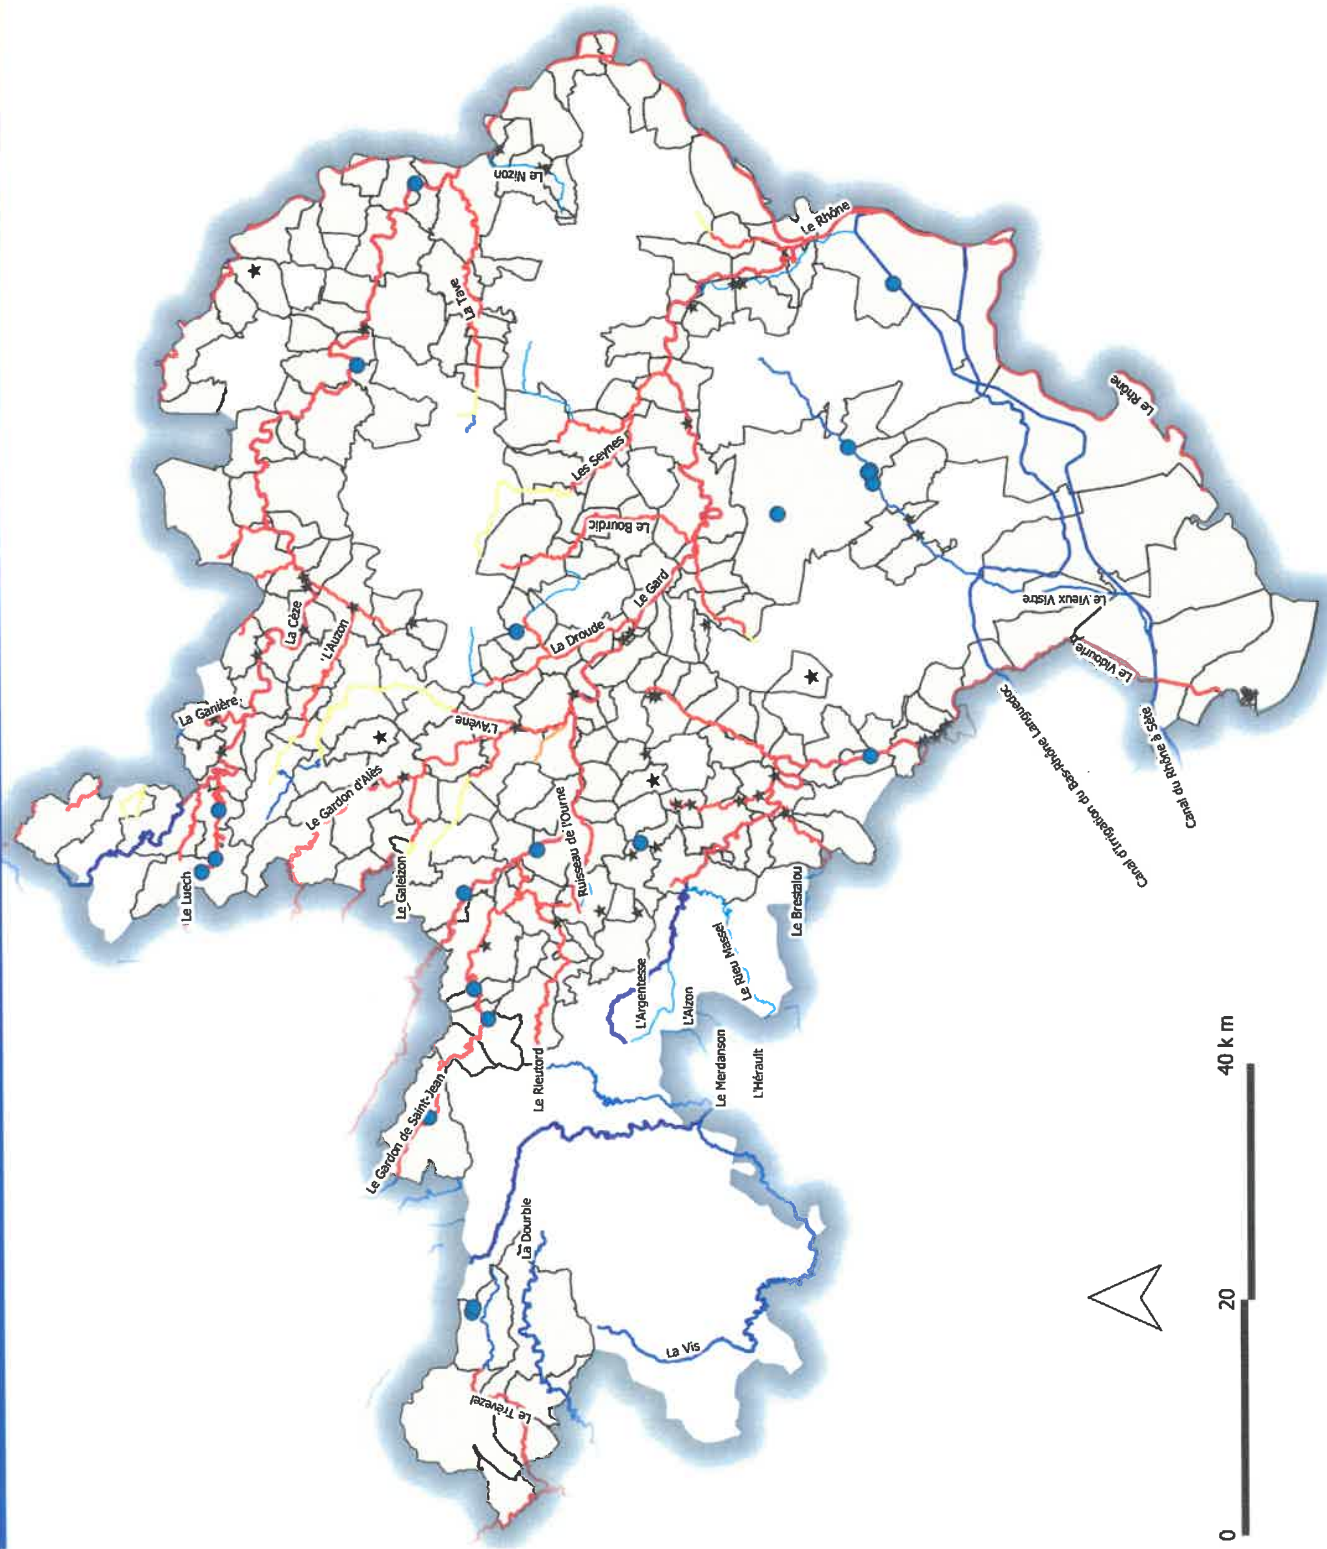 Le Nizon
Le Rhône
La Tave
Les Seynes
Le Bourdic
Le Rhône
Le Gard
La Cèze
L'Auzon
La Droude
Le Vieux Vistre
Le Vidourle
La Ganière
L'Avène
Canal d'Irrigation du Bas-Rhône Languedoc
Canal du Rhône à Sète
Le Gardon d'Alès
Ruisseau de l'Ourne
Le Galeizon
Le Luech
Le Brestalou
Le Rieu Massel
L'Argentesse
L'Alzon
Le Merdanson
L'Hérault
Le Rieutord
Le Gardon de Saint-Jean
La Dourbie
La Vis
Le Trèvezel
0 20 40 km